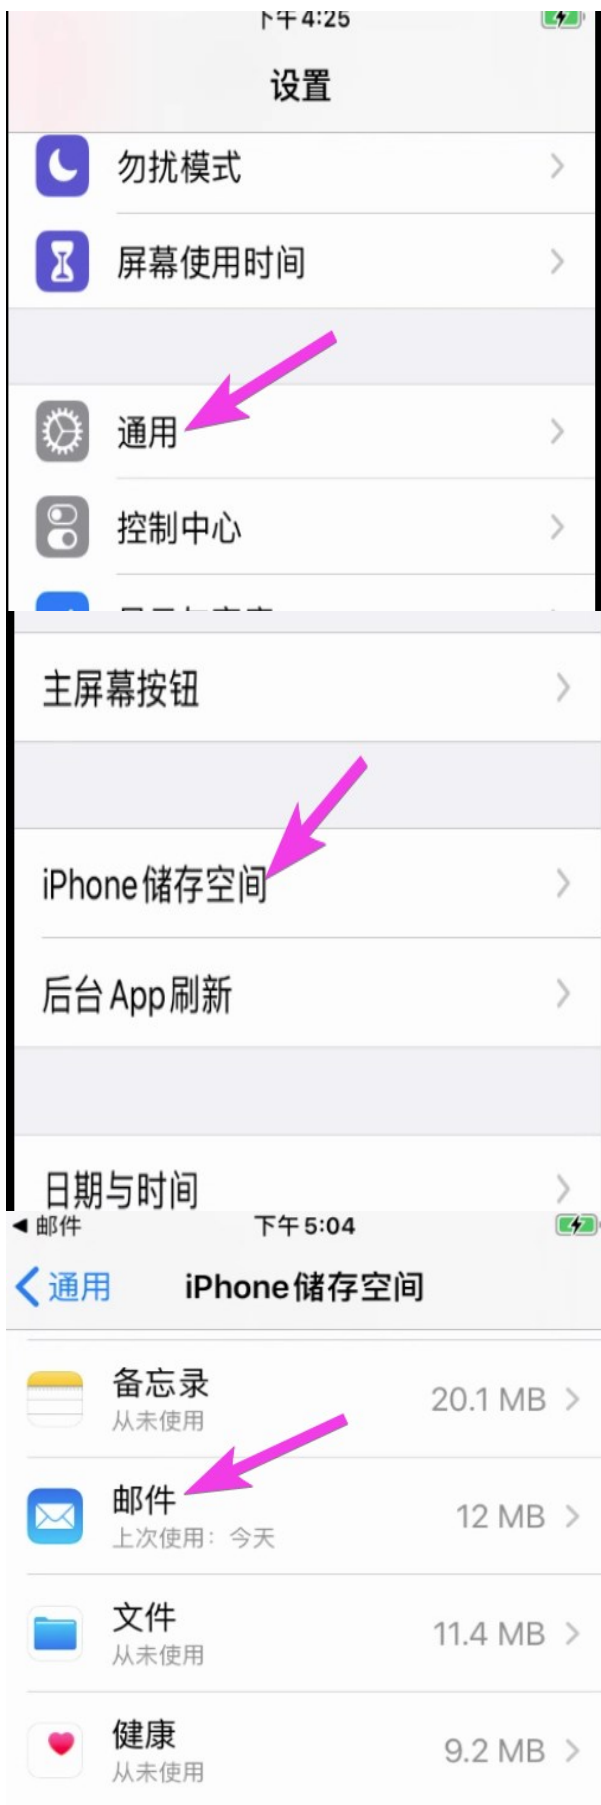 下午4:25
设置
勿扰模式
屏幕使用时间
通用
控制中心
主屏幕按钮
iPhone储存空间
后台App刷新
日期与时间
◀邮件
下午5:04
通用
iPhone储存空间
备忘录
20.1 MB
从未使用
邮件
12 MB
上次使用：今天
文件
11.4 MB
从未使用
健康
9.2 MB
从未使用